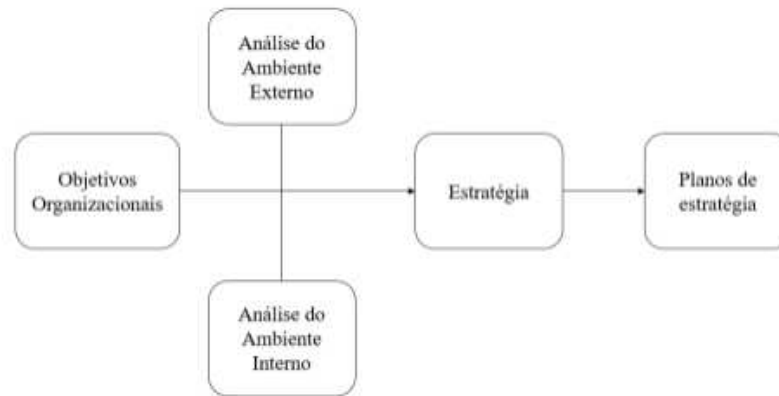 Análise do
Ambiente
Externo
Objetivos
Organizacionais
Estratégia
Planos de
estratégia
Análise do
Ambiente
Interno